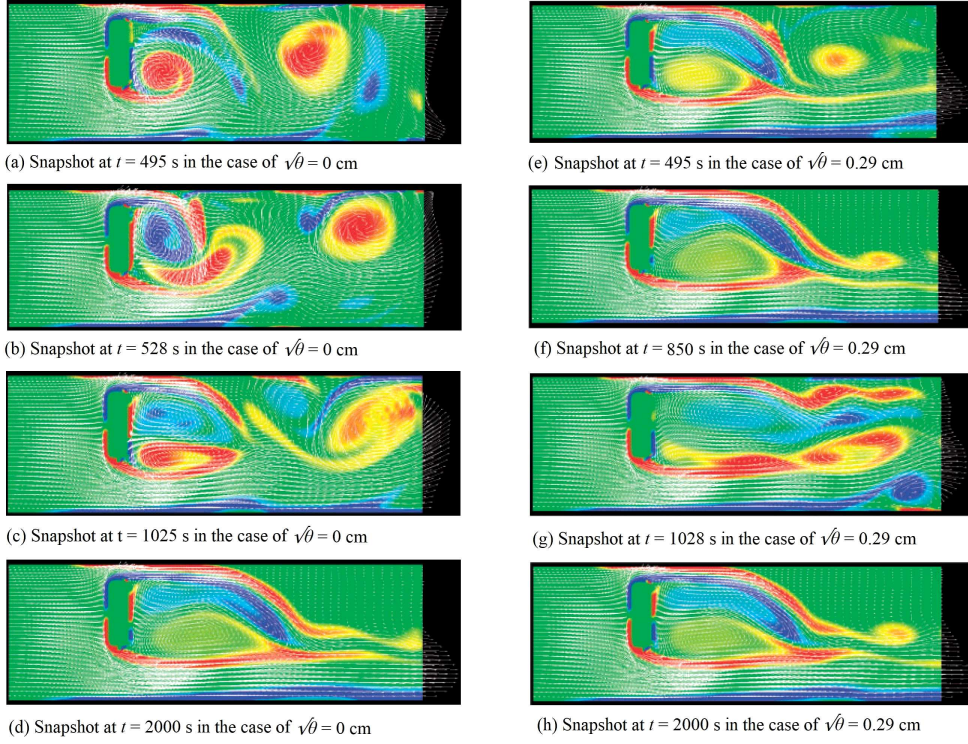 (a) Snapshot at t = 495 s in the case of √θ = 0 cm
(b) Snapshot at t = 528 s in the case of √θ = 0 cm
(c) Snapshot at t = 1025 s in the case of √θ = 0 cm
(d) Snapshot at t = 2000 s in the case of √θ = 0 cm
(e) Snapshot at t = 495 s in the case of √θ = 0.29 cm
(f) Snapshot at t = 850 s in the case of √θ = 0.29 cm
(g) Snapshot at t = 1028 s in the case of √θ = 0.29 cm
(h) Snapshot at t = 2000 s in the case of √θ = 0.29 cm